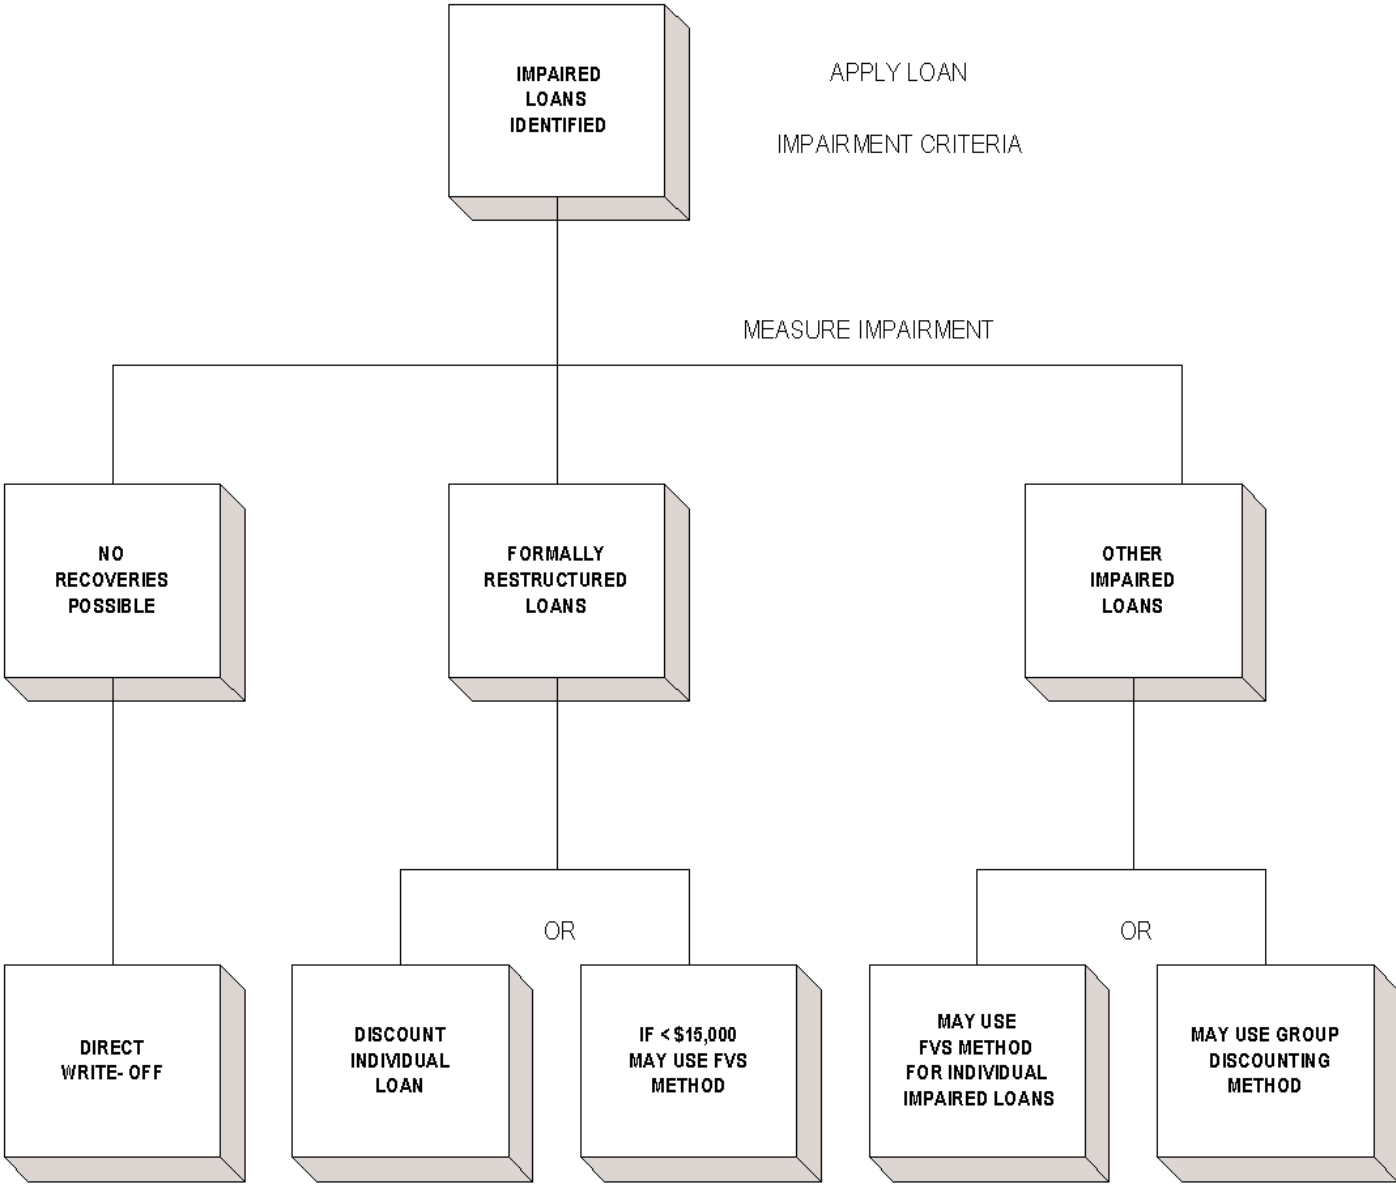 IMPAIRED
LOANS
IDENTIFIED
APPLY LOAN
IMPAIRMENT CRITERIA
MEASURE IMPAIRMENT
NO
RECOVERIES
POSSIBLE
FORMALLY
RESTRUCTURED
LOANS
OTHER
IMPAIRED
LOANS
OR
OR
DIRECT
WRITE- OFF
DISCOUNT
INDIVIDUAL
LOAN
IF < $15,000
MAY USE FVS
METHOD
MAY USE
FVS METHOD
FOR INDIVIDUAL
IMPAIRED LOANS
MAY USE GROUP
DISCOUNTING
METHOD